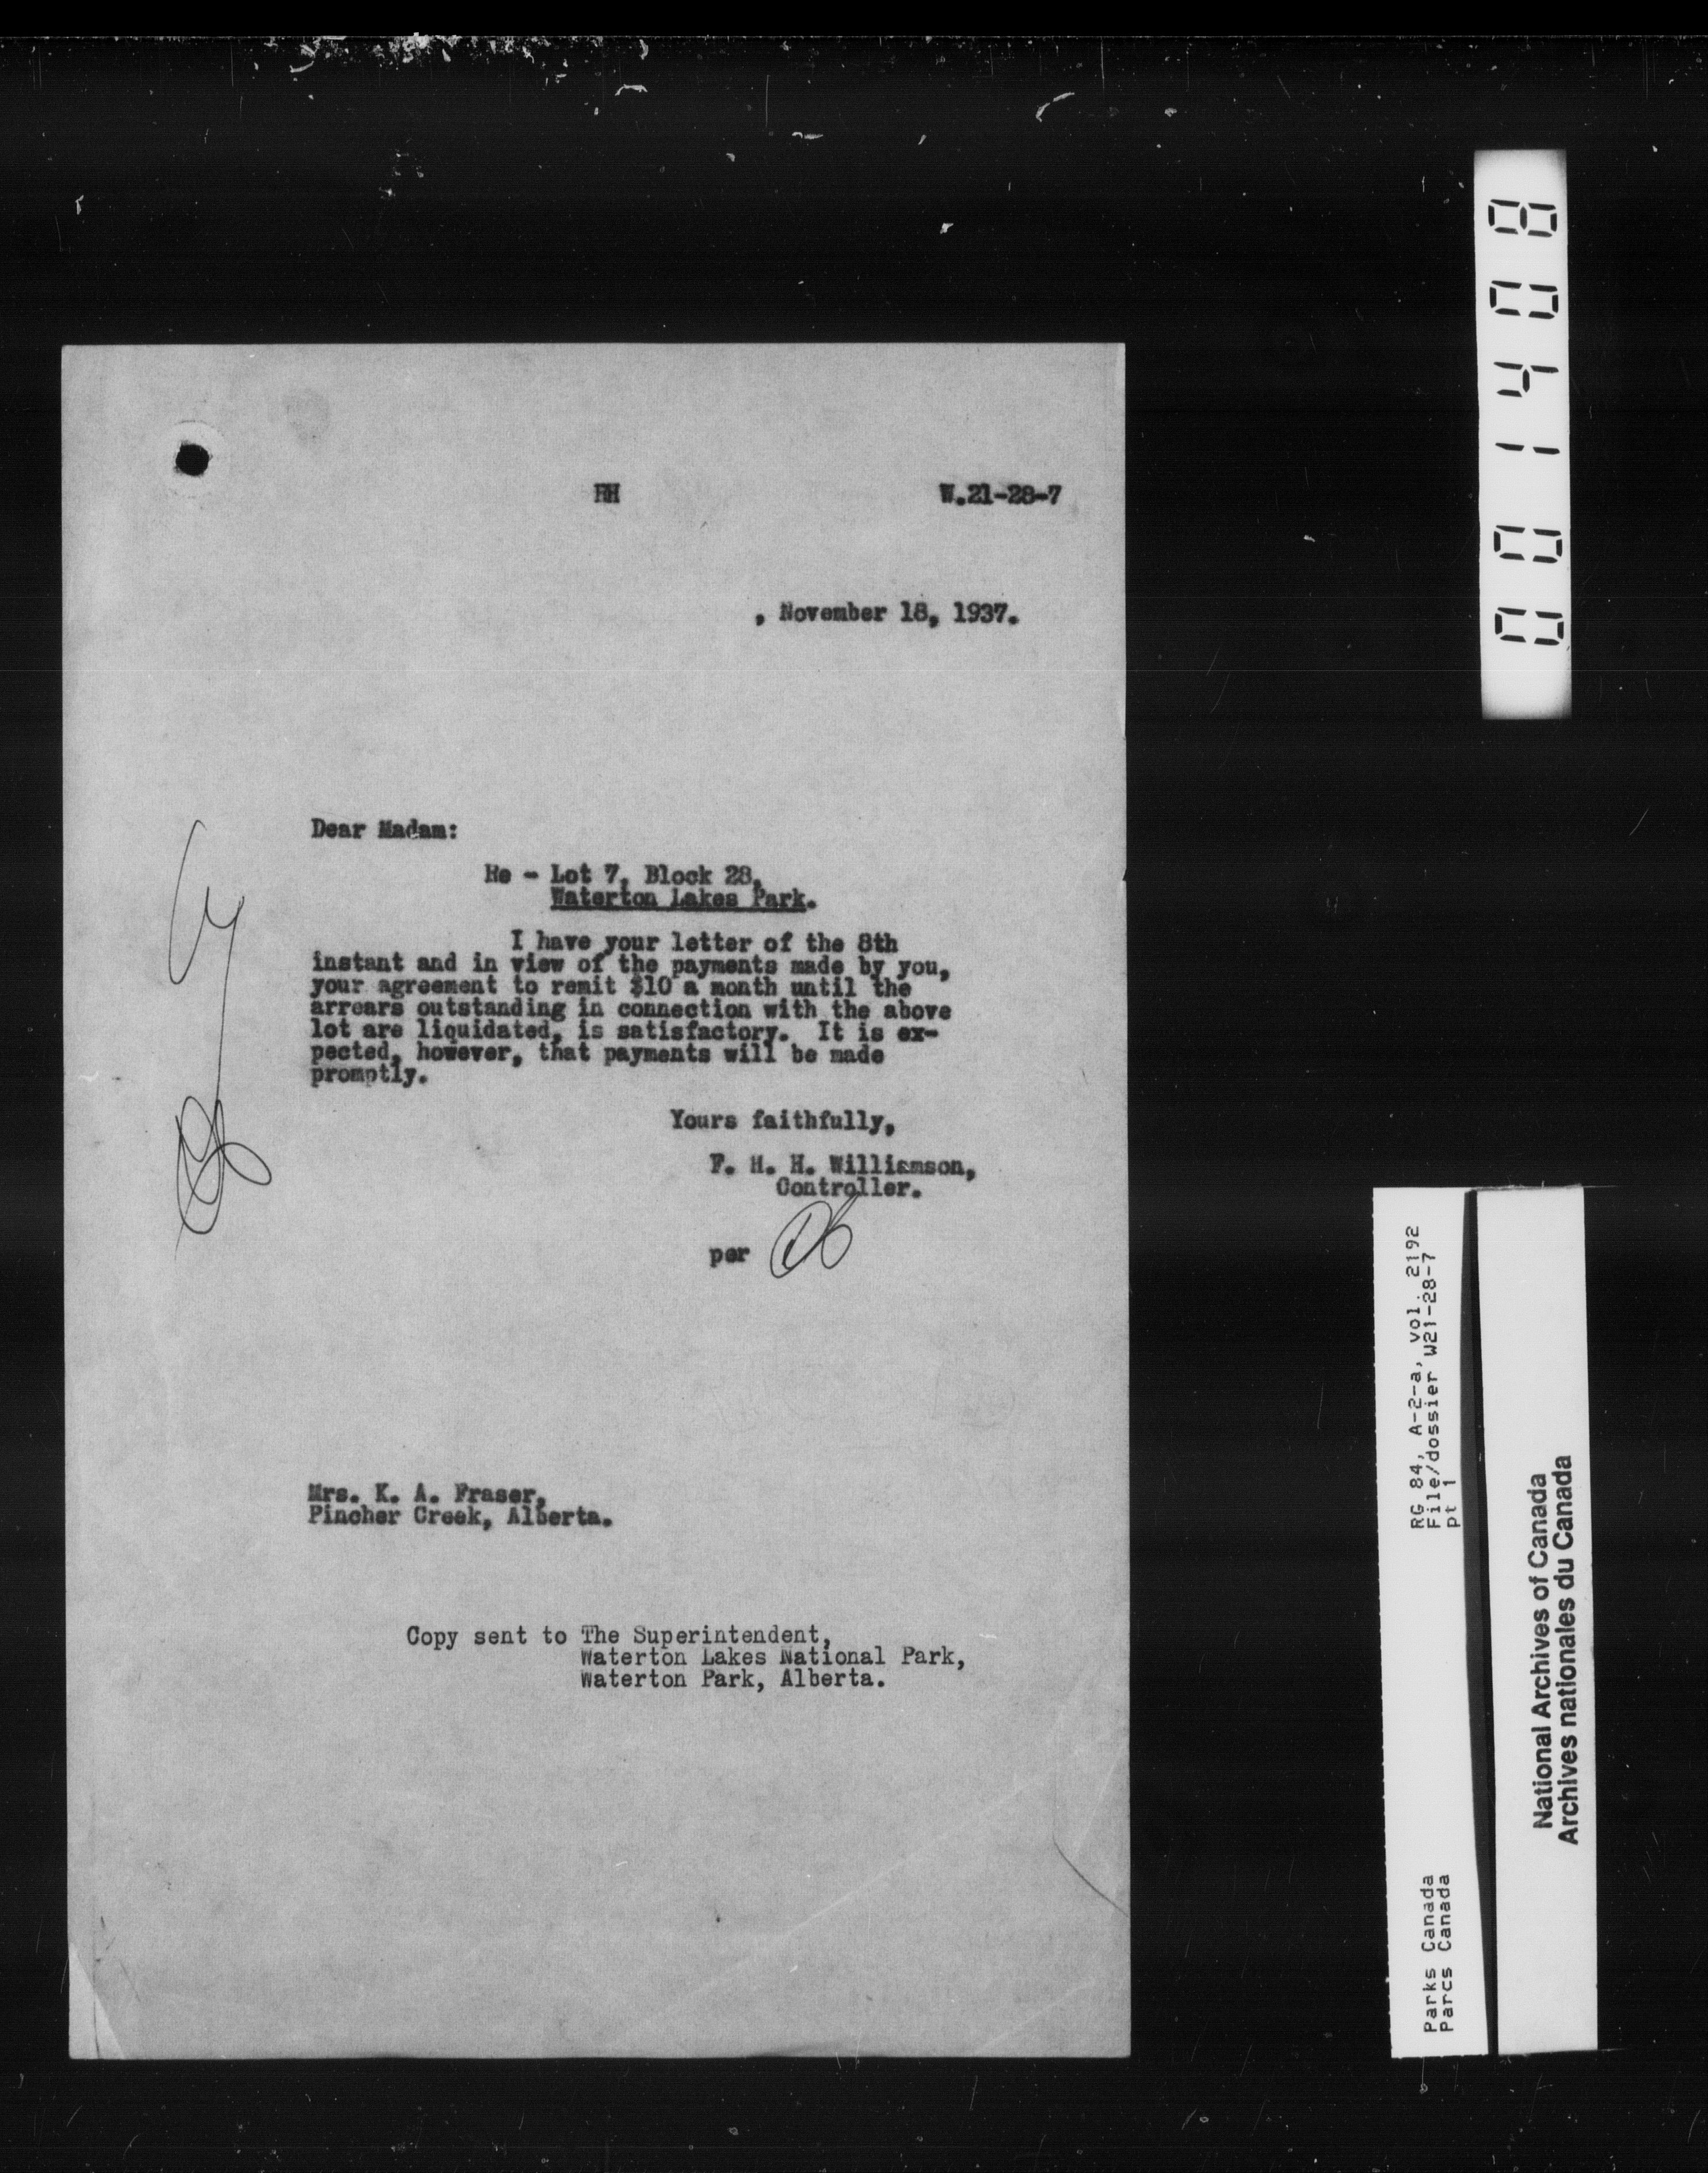 HH
W.21-28-7
, November 18, 1937.
Dear Madam:
Re - Lot 7, Block 28,
Waterton Lakes Park.
I have your letter of the 8th
instant and in view of the payments made by you,
your agreement to remit $10 a month until the
arrears outstanding in connection with the above
lot are liquidated, is satisfactory. It is ex-
pected, however, that payments will be made
promptly.
Yours faithfully,
F. H. H. Williamson,
Controller.
per
Mrs. K. A. Fraser,
Pincher Creek, Alberta.
Copy sent to The Superintendent,
Waterton Lakes National Park,
Waterton Park, Alberta.
001408
RG 84, A-2-a, vol. 2192
File/dossier W21-28-7
pt 1
Parks Canada
Parcs Canada
National Archives of Canada
Archives nationales du Canada